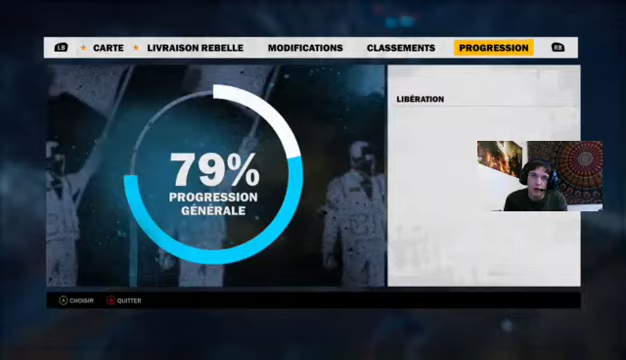 LB CARTE LIVRAISON REBELLE MODIFICATIONS CLASSEMENTS PROGRESSION RB
79%
PROGRESSION
GÉNÉRALE
LIBÉRATION
A CHOISIR B QUITTER